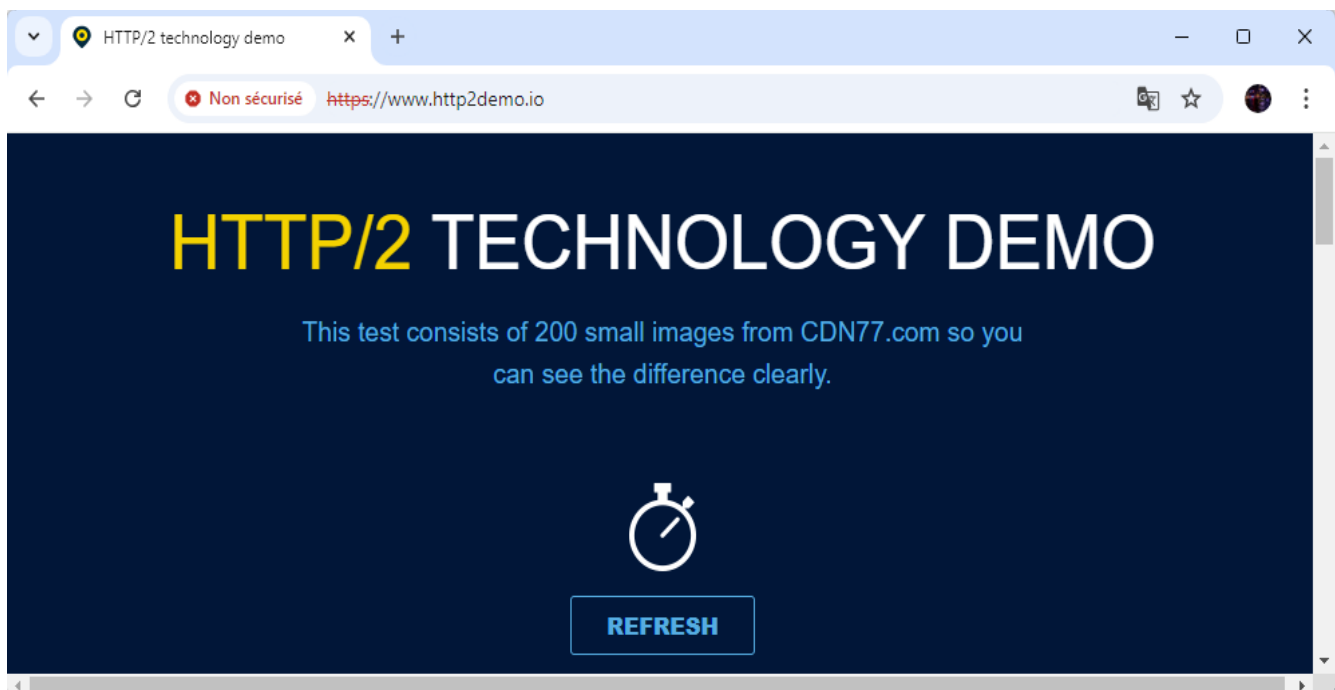 HTTP/2 technology demo
Non sécurisé https://www.http2demo.io
HTTP/2 TECHNOLOGY DEMO
This test consists of 200 small images from CDN77.com so you
can see the difference clearly.
REFRESH